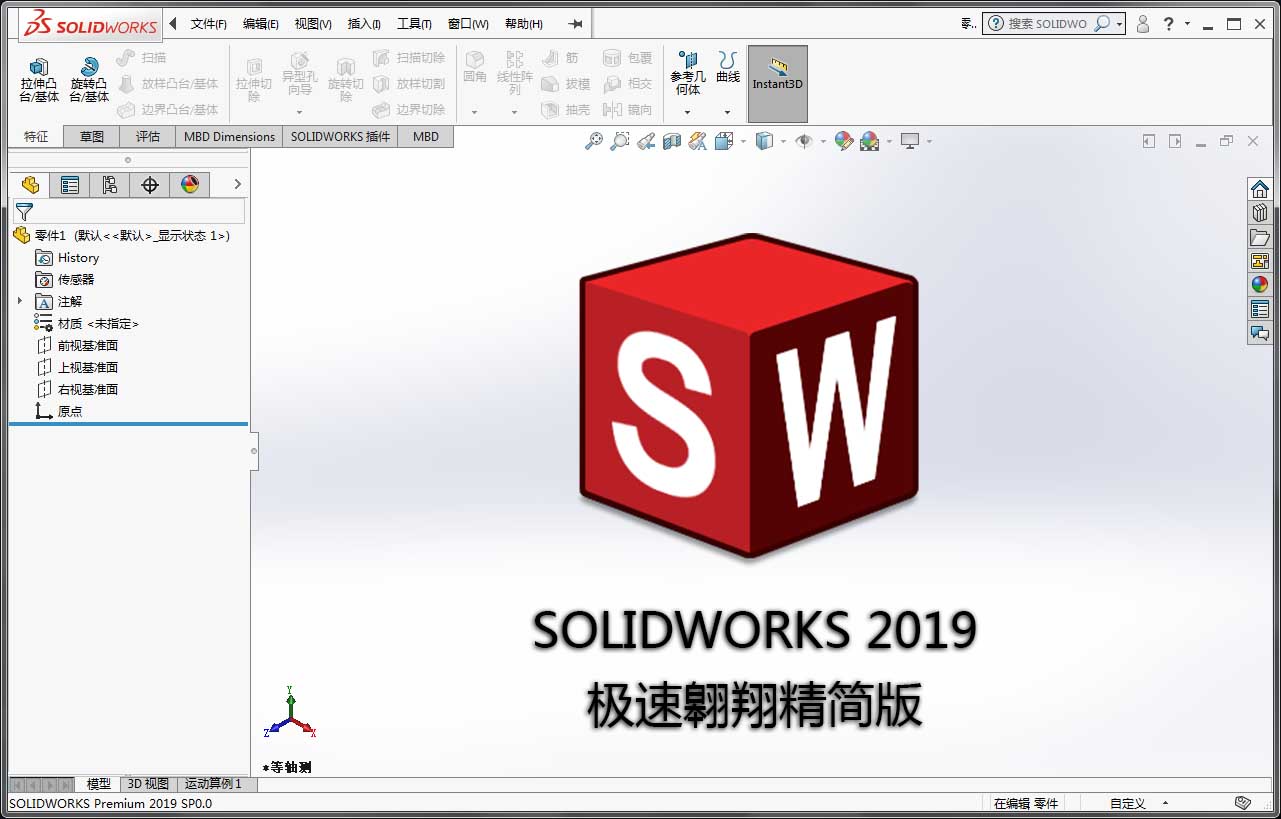 SOLIDWORKS 文件(F) 编辑(E) 视图(V) 插入(I) 工具(T) 窗口(W) 帮助(H) 零.. 搜索 SOLIDWO ?
拉伸凸台/基体
旋转凸台/基体
扫描
放样凸台/基体
边界凸台/基体
拉伸切除
异型孔向导
旋转切除
扫描切除
放样切割
边界切除
圆角
线性阵列
筋
拔模
抽壳
包覆
相交
镜向
参考几何体
曲线
Instant3D
特征 草图 评估 MBD Dimensions SOLIDWORKS 插件 MBD
零件1 (默认<<默认>_显示状态 1>)
History
传感器
注解
材质 <未指定>
前视基准面
上视基准面
右视基准面
原点
S W
SOLIDWORKS 2019
极速翱翔精简版
Y
Z X
*等轴测
模型 3D 视图 运动算例1
SOLIDWORKS Premium 2019 SP0.0 在编辑 零件 自定义